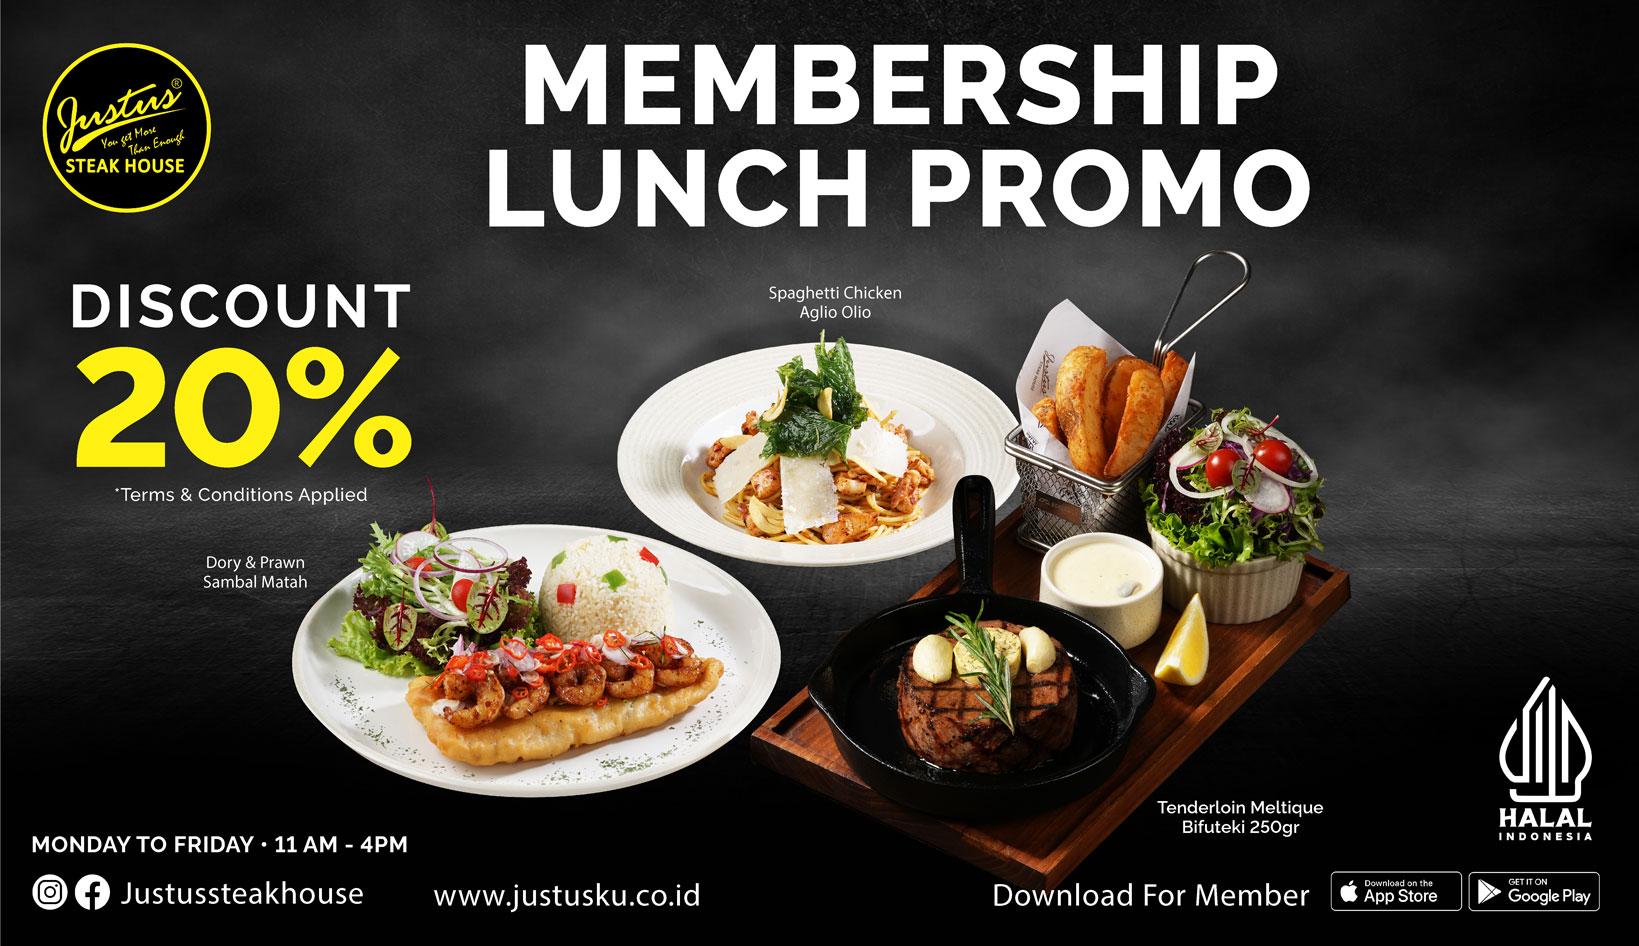 Justus®
You get More
Than Enough
STEAK HOUSE
MEMBERSHIP
LUNCH PROMO
DISCOUNT
20%
*Terms & Conditions Applied
Spaghetti Chicken
Aglio Olio
Dory & Prawn
Sambal Matah
Tenderloin Meltique
Bifuteki 250gr
HALAL
INDONESIA
MONDAY TO FRIDAY • 11 AM - 4PM
Justussteakhouse
www.justusku.co.id
Download For Member
Download on the
App Store
GET IT ON
Google Play